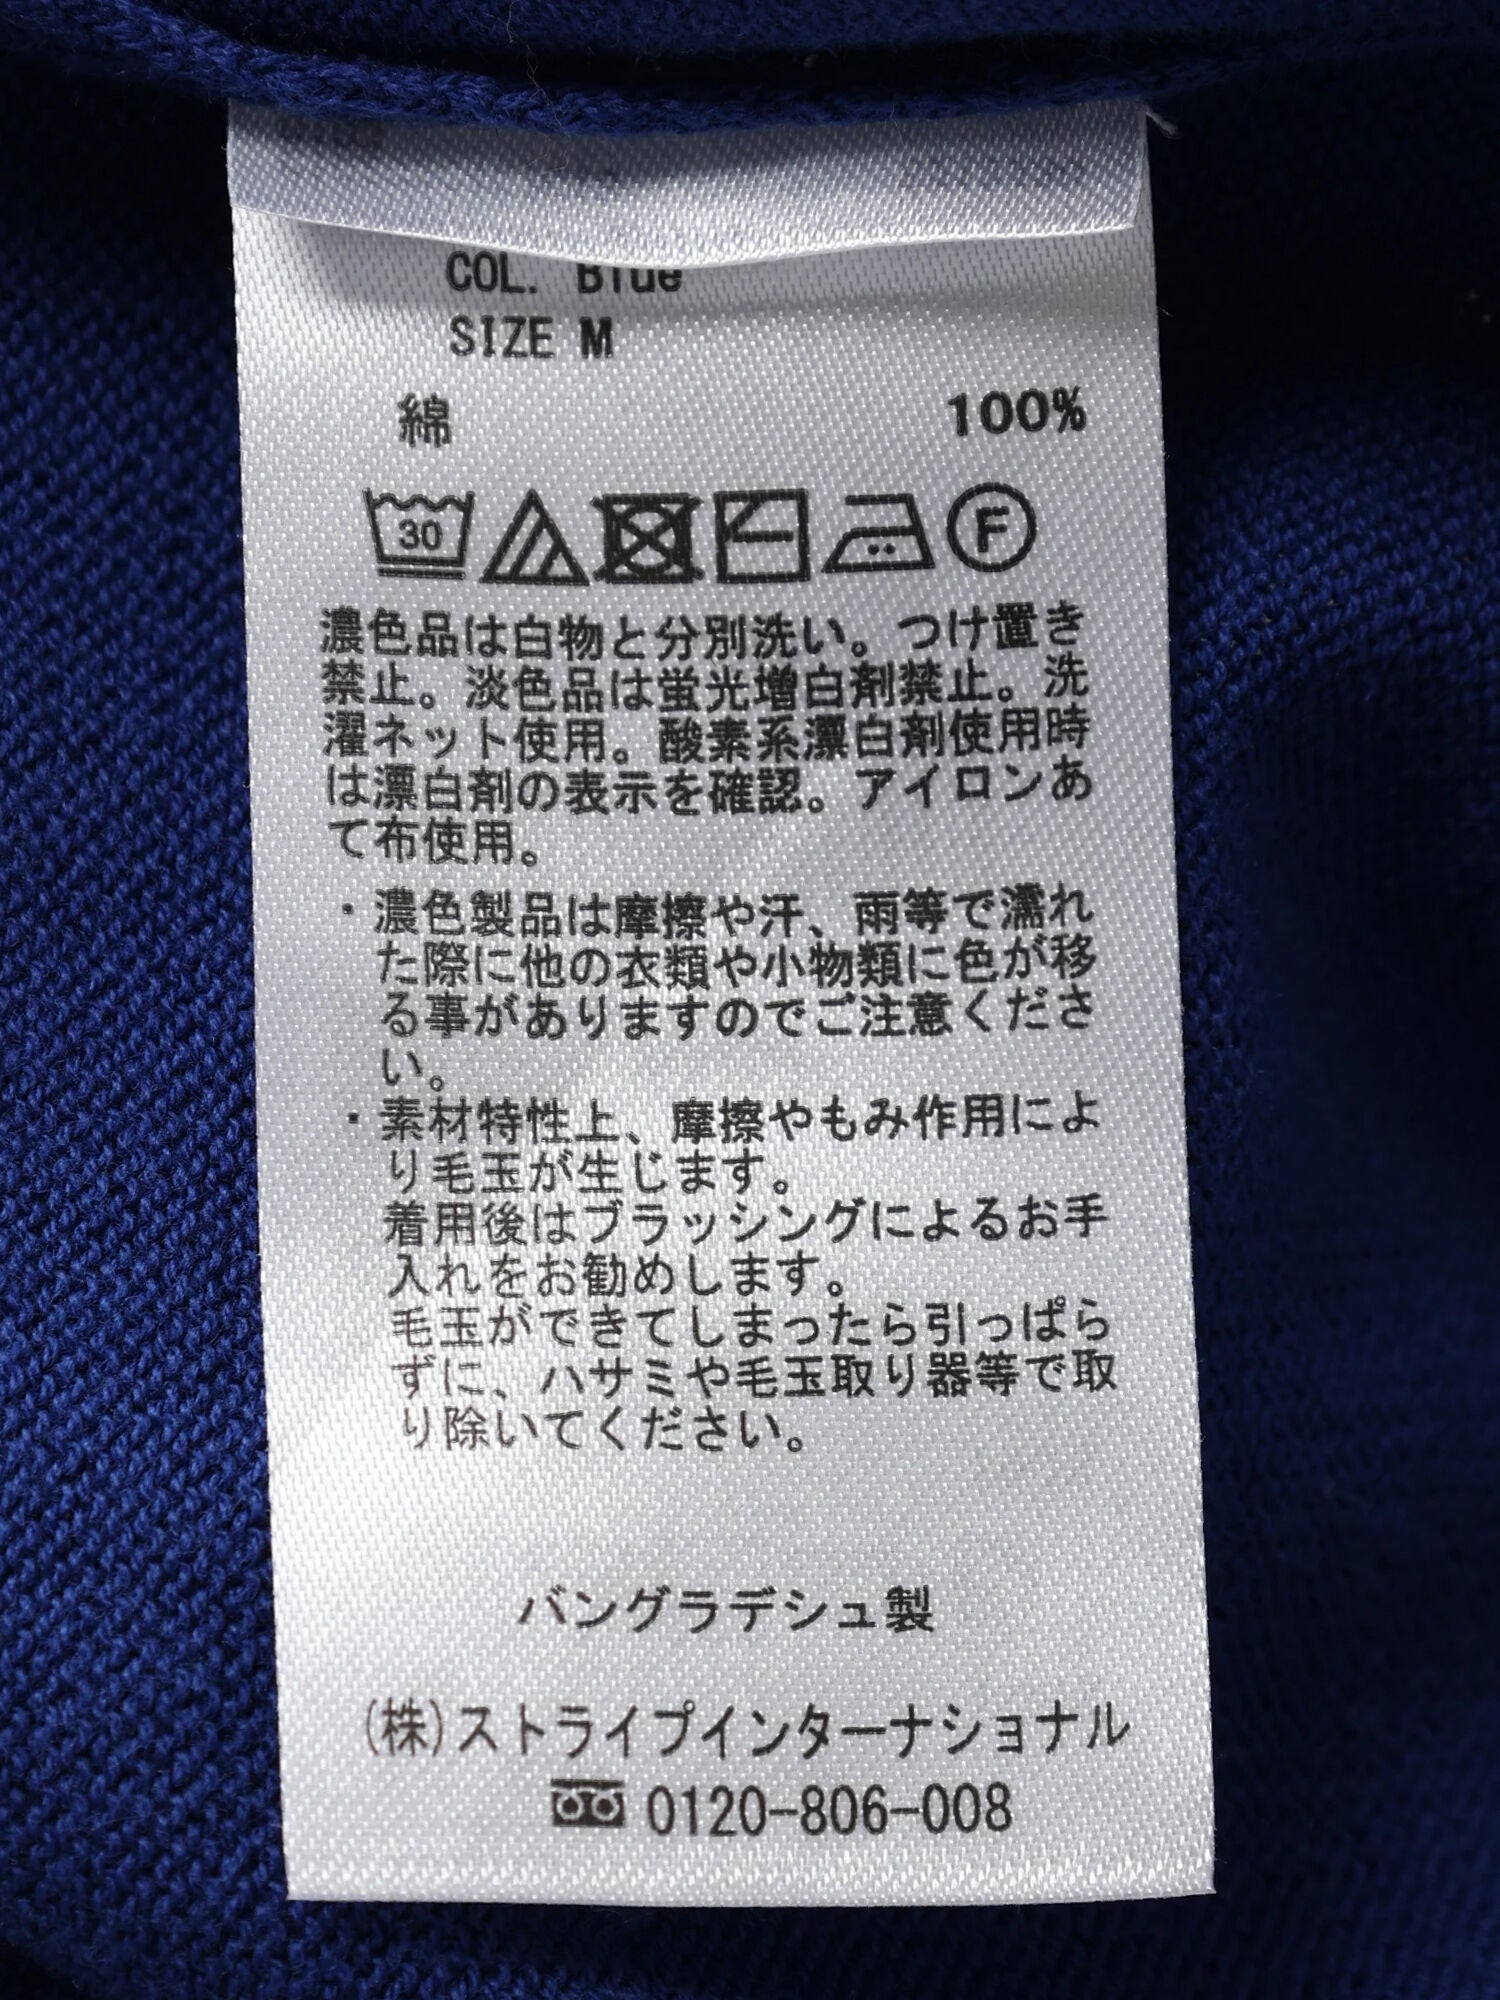 COL. Blue
SIZE M
綿 100%
30 F
濃色品は白物と分別洗い。つけ置き
禁止。淡色品は蛍光増白剤禁止。洗
濯ネット使用。酸素系漂白剤使用時
は漂白剤の表示を確認。アイロンあ
て布使用。
・濃色製品は摩擦や汗、雨等で濡れ
た際に他の衣類や小物類に色が移
る事がありますのでご注意くださ
い。
・素材特性上、摩擦やもみ作用によ
り毛玉が生じます。
着用後はブラッシングによるお手
入れをお勧めします。
毛玉ができてしまったら引っぱら
ずに、ハサミや毛玉取り器等で取
り除いてください。
バングラデシュ製
(株)ストライプインターナショナル
0120-806-008